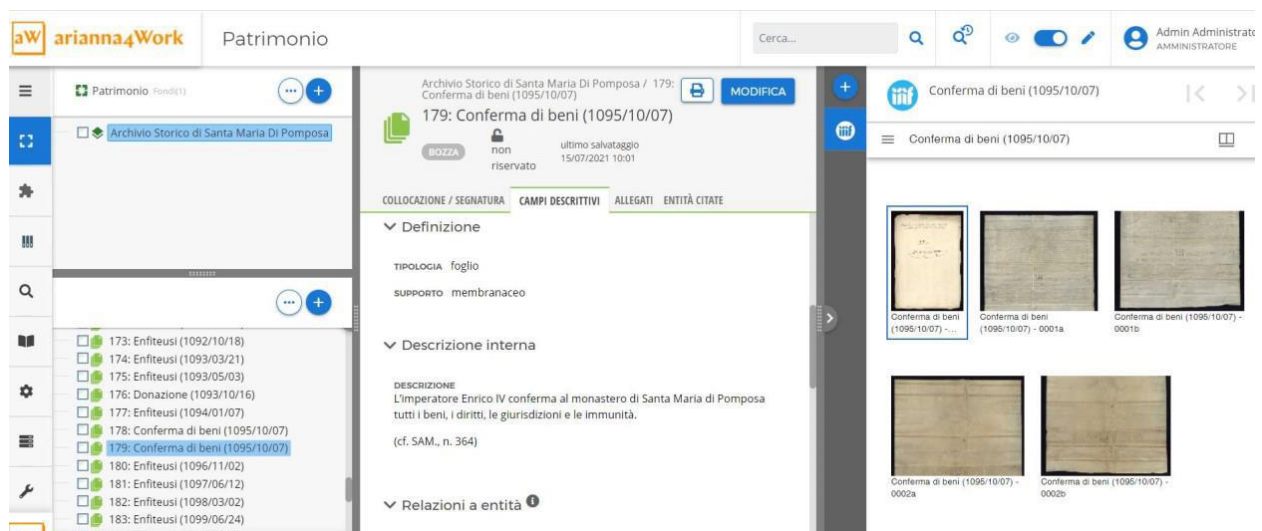 aW arianna4Work Patrimonio
Cerca...
Admin Administrato
AMMINISTRATORE
Patrimonio Fondi(1)
Archivio Storico di Santa Maria Di Pomposa
173: Enfiteusi (1092/10/18)
174: Enfiteusi (1093/03/21)
175: Enfiteusi (1093/05/03)
176: Donazione (1093/10/16)
177: Enfiteusi (1094/01/07)
178: Conferma di beni (1095/10/07)
179: Conferma di beni (1095/10/07)
180: Enfiteusi (1096/11/02)
181: Enfiteusi (1097/06/12)
182: Enfiteusi (1098/03/02)
183: Enfiteusi (1099/06/24)
Archivio Storico di Santa Maria Di Pomposa / 179:
Conferma di beni (1095/10/07)
MODIFICA
179: Conferma di beni (1095/10/07)
BOZZA
non
riservato
ultimo salvataggio
15/07/2021 10:01
COLLOCAZIONE / SEGNATURA CAMPI DESCRITTIVI ALLEGATI ENTITÀ CITATE
Definizione
TIPOLOGIA foglio
SUPPORTO membranaceo
Descrizione interna
DESCRIZIONE
L'imperatore Enrico IV conferma al monastero di Santa Maria di Pomposa
tutti i beni, i diritti, le giurisdizioni e le immunità.
(cf. SAM., n. 364)
Relazioni a entità
iiif
iiif Conferma di beni (1095/10/07)
Conferma di beni (1095/10/07)
Conferma di beni
(1095/10/07) -...
Conferma di beni
(1095/10/07) - 0001a
Conferma di beni (1095/10/07) -
0001b
Conferma di beni (1095/10/07) -
0002a
Conferma di beni (1095/10/07) -
0002b